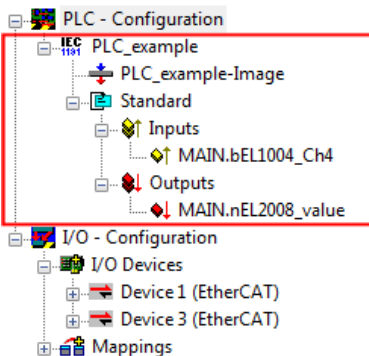 PLC - Configuration
IEC 1131 PLC_example
PLC_example-Image
Standard
Inputs
MAIN.bEL1004_Ch4
Outputs
MAIN.nEL2008_value
I/O - Configuration
I/O Devices
Device 1 (EtherCAT)
Device 3 (EtherCAT)
Mappings